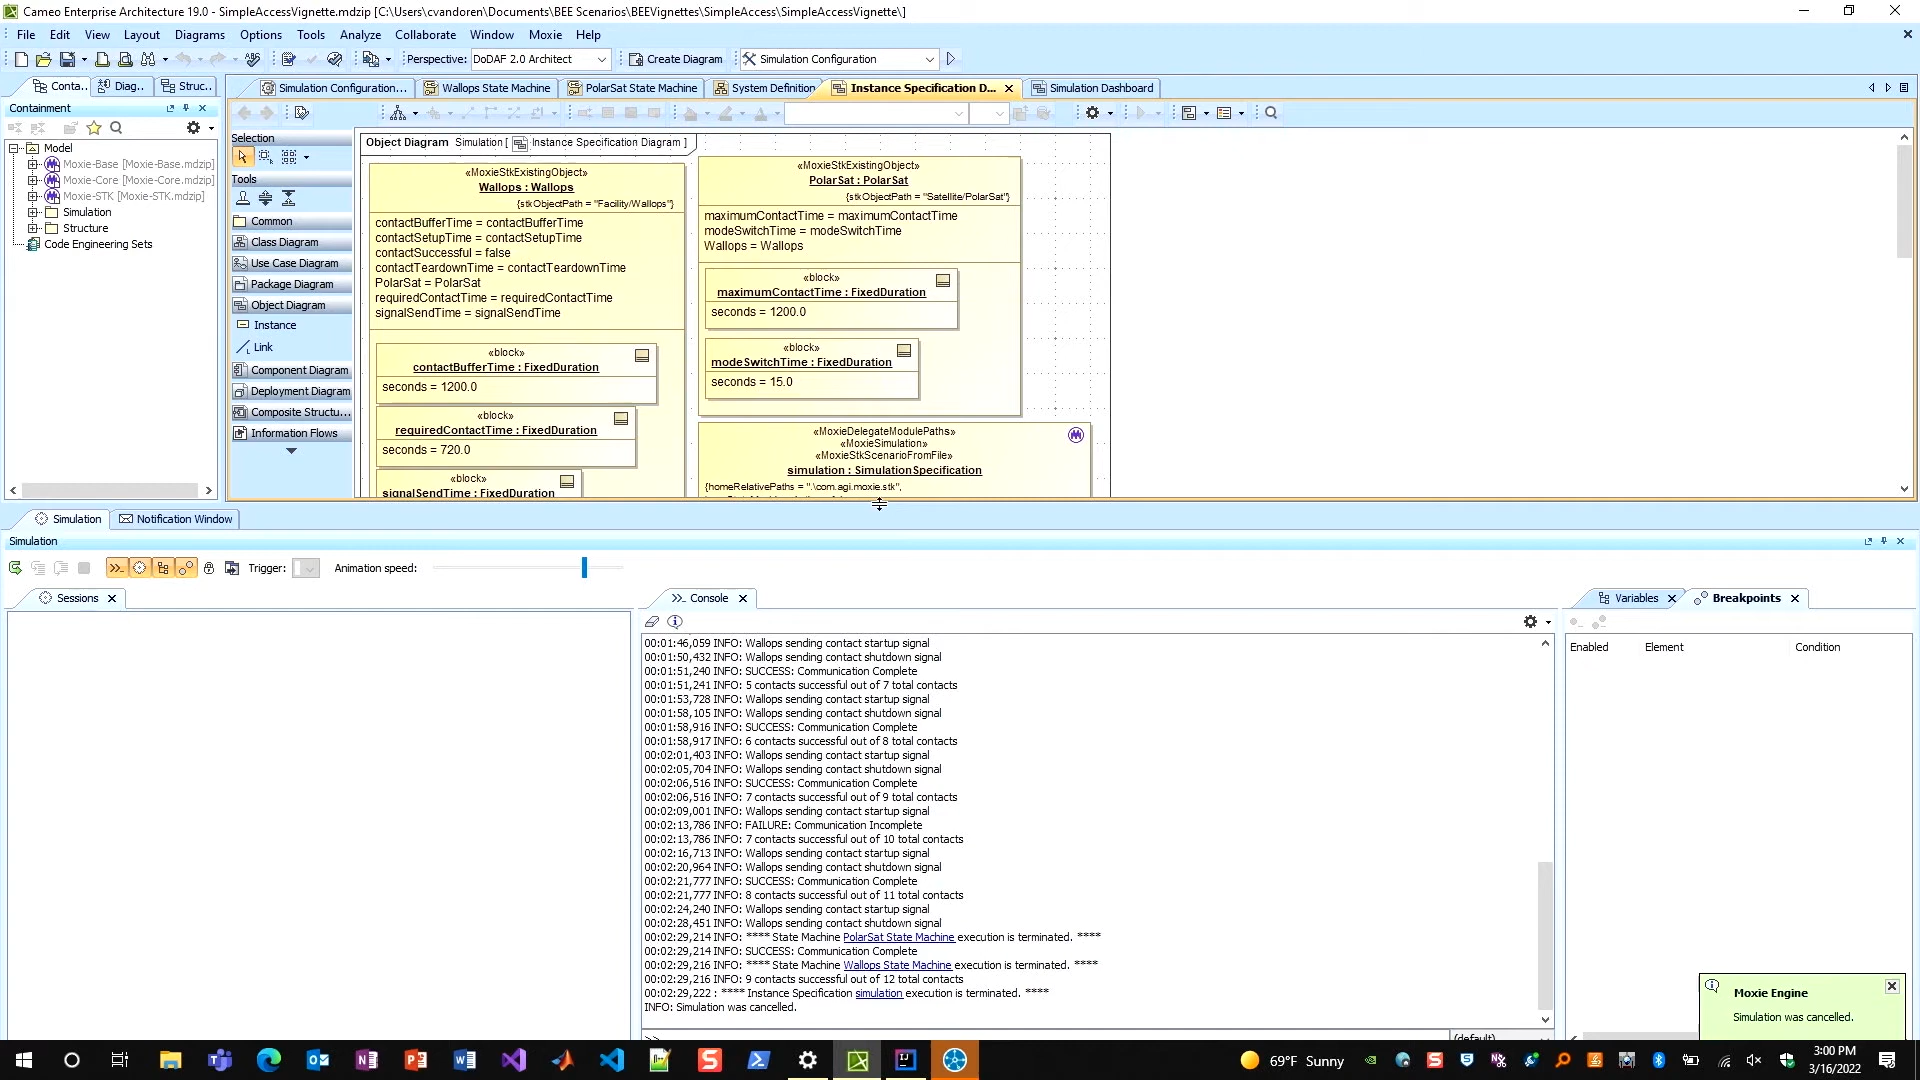 Cameo Enterprise Architecture 19.0 - SimpleAccessVignette.mdzip [C:\Users\cvandoren\Documents\BEE Scenarios\BEEVignettes\SimpleAccess\SimpleAccessVignette\]
File Edit View Layout Diagrams Options Tools Analyze Collaborate Window Moxie Help
Perspective: DoDAF 2.0 Architect Create Diagram Simulation Configuration
Conta... Diag... Struc...
Simulation Configuration... Wallops State Machine PolarSat State Machine System Definition Instance Specification D... Simulation Dashboard
Containment
Model
Moxie-Base [Moxie-Base.mdzip]
Moxie-Core [Moxie-Core.mdzip]
Moxie-STK [Moxie-STK.mdzip]
Simulation
Structure
Code Engineering Sets
Selection
Tools
Common
Class Diagram
Use Case Diagram
Package Diagram
Object Diagram
Instance
Link
Component Diagram
Deployment Diagram
Composite Structu...
Information Flows
Object Diagram Simulation [ Instance Specification Diagram ]
«MoxieStkExistingObject»
Wallops : Wallops
{stkObjectPath = "Facility/Wallops"}
contactBufferTime = contactBufferTime
contactSetupTime = contactSetupTime
contactSuccessful = false
contactTeardownTime = contactTeardownTime
PolarSat = PolarSat
requiredContactTime = requiredContactTime
signalSendTime = signalSendTime
«block»
contactBufferTime : FixedDuration
seconds = 1200.0
«block»
requiredContactTime : FixedDuration
seconds = 720.0
«block»
signalSendTime : FixedDuration
«MoxieStkExistingObject»
PolarSat : PolarSat
{stkObjectPath = "Satellite/PolarSat"}
maximumContactTime = maximumContactTime
modeSwitchTime = modeSwitchTime
Wallops = Wallops
«block»
maximumContactTime : FixedDuration
seconds = 1200.0
«block»
modeSwitchTime : FixedDuration
seconds = 15.0
«MoxieDelegateModulePaths»
«MoxieSimulation»
«MoxieStkScenarioFromFile»
simulation : SimulationSpecification
{homeRelativePaths = ".\com.agi.moxie.stk",
Simulation Notification Window
Simulation
Trigger: Animation speed:
Sessions
Console
00:01:46,059 INFO: Wallops sending contact startup signal
00:01:50,432 INFO: Wallops sending contact shutdown signal
00:01:51,240 INFO: SUCCESS: Communication Complete
00:01:51,241 INFO: 5 contacts successful out of 7 total contacts
00:01:53,728 INFO: Wallops sending contact startup signal
00:01:58,105 INFO: Wallops sending contact shutdown signal
00:01:58,916 INFO: SUCCESS: Communication Complete
00:01:58,917 INFO: 6 contacts successful out of 8 total contacts
00:02:01,403 INFO: Wallops sending contact startup signal
00:02:05,704 INFO: Wallops sending contact shutdown signal
00:02:06,516 INFO: SUCCESS: Communication Complete
00:02:06,516 INFO: 7 contacts successful out of 9 total contacts
00:02:09,001 INFO: Wallops sending contact startup signal
00:02:13,786 INFO: FAILURE: Communication Incomplete
00:02:13,786 INFO: 7 contacts successful out of 10 total contacts
00:02:16,713 INFO: Wallops sending contact startup signal
00:02:20,964 INFO: Wallops sending contact shutdown signal
00:02:21,777 INFO: SUCCESS: Communication Complete
00:02:21,777 INFO: 8 contacts successful out of 11 total contacts
00:02:24,240 INFO: Wallops sending contact startup signal
00:02:28,451 INFO: Wallops sending contact shutdown signal
00:02:29,214 INFO: **** State Machine PolarSat State Machine execution is terminated. ****
00:02:29,214 INFO: SUCCESS: Communication Complete
00:02:29,216 INFO: **** State Machine Wallops State Machine execution is terminated. ****
00:02:29,216 INFO: 9 contacts successful out of 12 total contacts
00:02:29,222 : **** Instance Specification simulation execution is terminated. ****
INFO: Simulation was cancelled.
>> (default)
Variables Breakpoints
Enabled Element Condition
Moxie Engine
Simulation was cancelled.
69°F Sunny
3:00 PM
3/16/2022